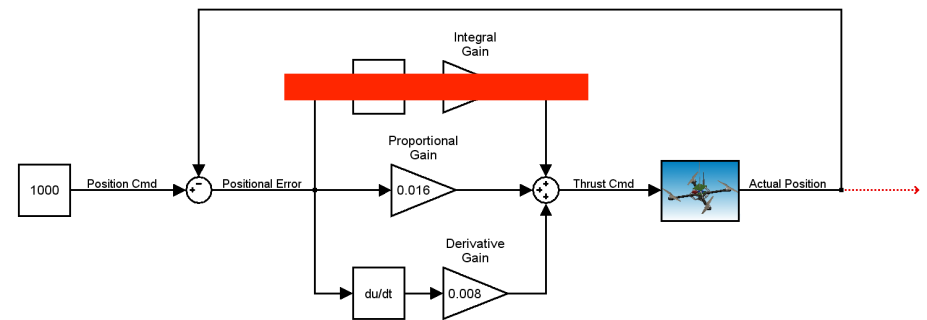 Integral
Gain
Proportional
Gain
1000
Position Cmd
Positional Error
0.016
Thrust Cmd
Actual Position
Derivative
Gain
du/dt
0.008